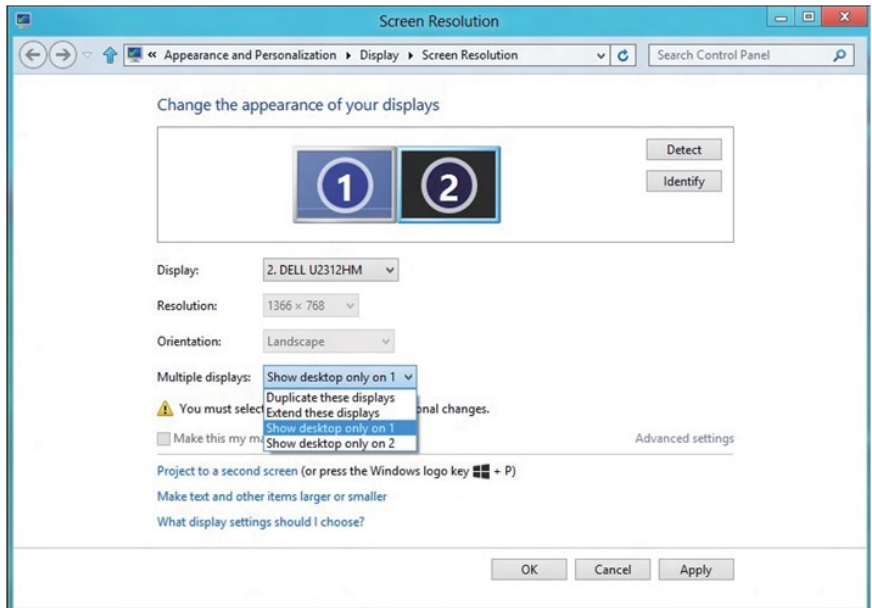 Screen Resolution
« Appearance and Personalization ▸ Display ▸ Screen Resolution
Search Control Panel
Change the appearance of your displays
1 2
Detect
Identify
Display: 2. DELL U2312HM
Resolution: 1366 × 768
Orientation: Landscape
Multiple displays: Show desktop only on 1
Duplicate these displays
You must selec onal changes.
Extend these displays
Show desktop only on 1
Make this my m Show desktop only on 2 Advanced settings
Project to a second screen (or press the Windows logo key + P)
Make text and other items larger or smaller
What display settings should I choose?
OK Cancel Apply